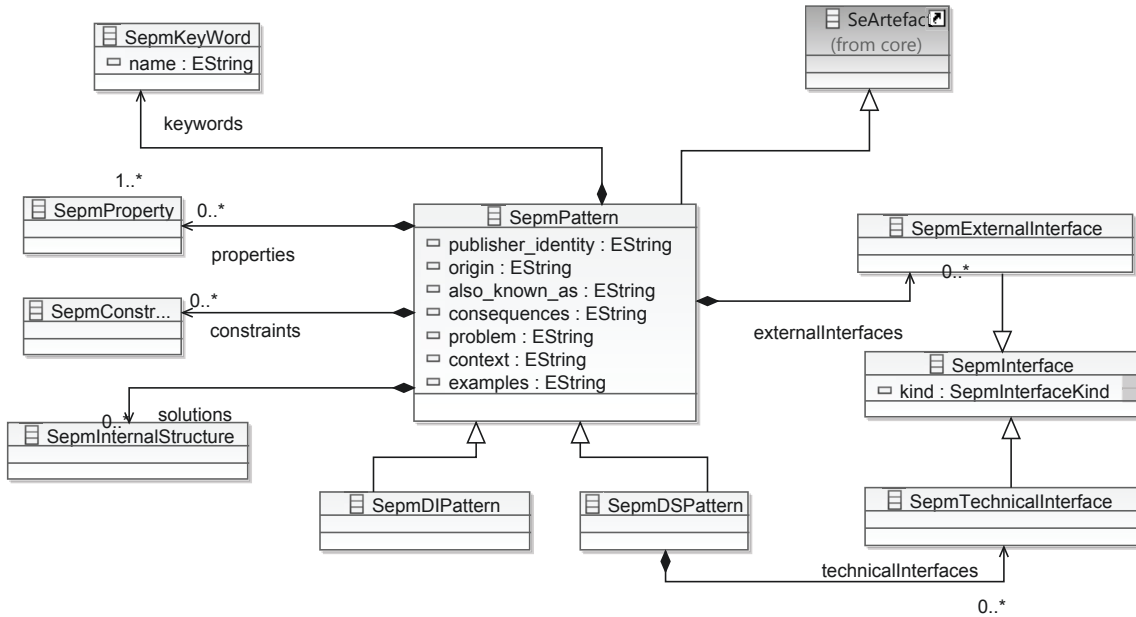 SeArtefac
(from core)
SepmKeyWord
name : EString
keywords
1..*
SepmProperty
0..*
properties
SepmPattern
publisher_identity : EString
origin : EString
also_known_as : EString
consequences : EString
problem : EString
context : EString
examples : EString
SepmExternalInterface
0..*
externalInterfaces
SepmConstr...
0..*
constraints
SepmInterface
kind : SepmInterfaceKind
solutions
0..*
SepmInternalStructure
SepmDIPattern
SepmDSPattern
SepmTechnicalInterface
technicalInterfaces
0..*